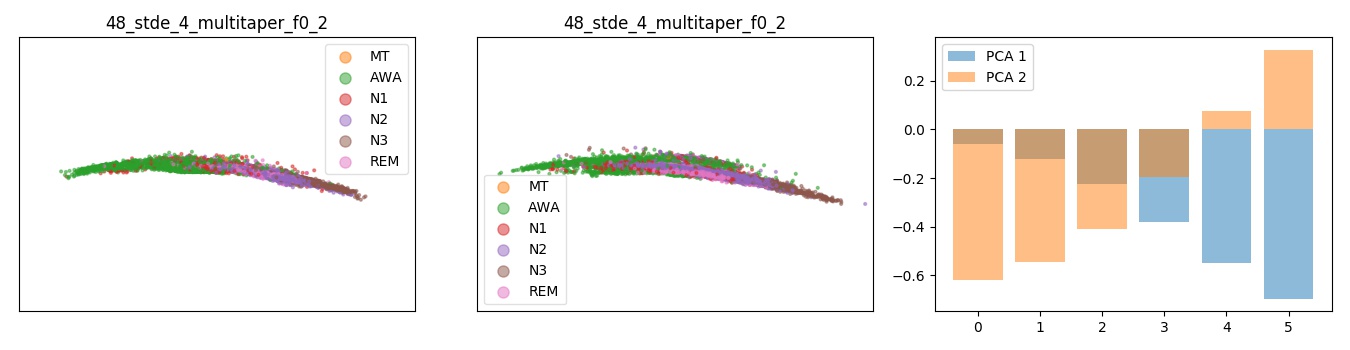 48_stde_4_multitaper_f0_2
MT
AWA
N1
N2
N3
REM
48_stde_4_multitaper_f0_2
MT
AWA
N1
N2
N3
REM
PCA 1
PCA 2
0.2
0.0
−0.2
−0.4
−0.6
0 1 2 3 4 5